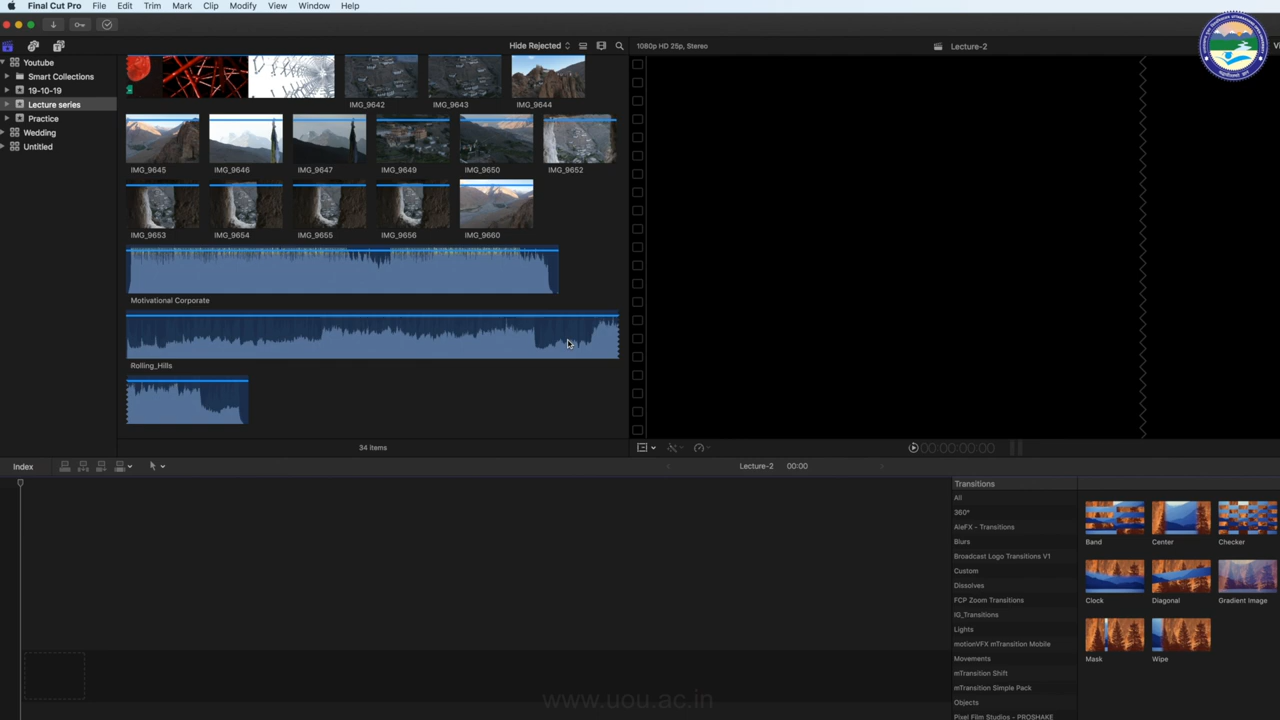 Final Cut Pro File Edit Trim Mark Clip Modify View Window Help
Hide Rejected
1080p HD 25p, Stereo
Lecture-2
Youtube
Smart Collections
19-10-19
Lecture series
Practice
Wedding
Untitled
IMG_9642
IMG_9643
IMG_9644
IMG_9645
IMG_9646
IMG_9647
IMG_9649
IMG_9650
IMG_9652
IMG_9653
IMG_9654
IMG_9655
IMG_9656
IMG_9660
Motivational Corporate
Rolling_Hills
34 items
00:00:00:00
Index
Lecture-2 00:00
Transitions
All
360°
AleFX - Transitions
Blurs
Broadcast Logo Transitions V1
Custom
Dissolves
FCP Zoom Transitions
IG_Transitions
Lights
motionVFX mTransition Mobile
Movements
mTransition Shift
mTransition Simple Pack
Objects
Pixel Film Studios - PROSHAKE
Band
Center
Checker
Clock
Diagonal
Gradient Image
Mask
Wipe
www.uou.ac.in